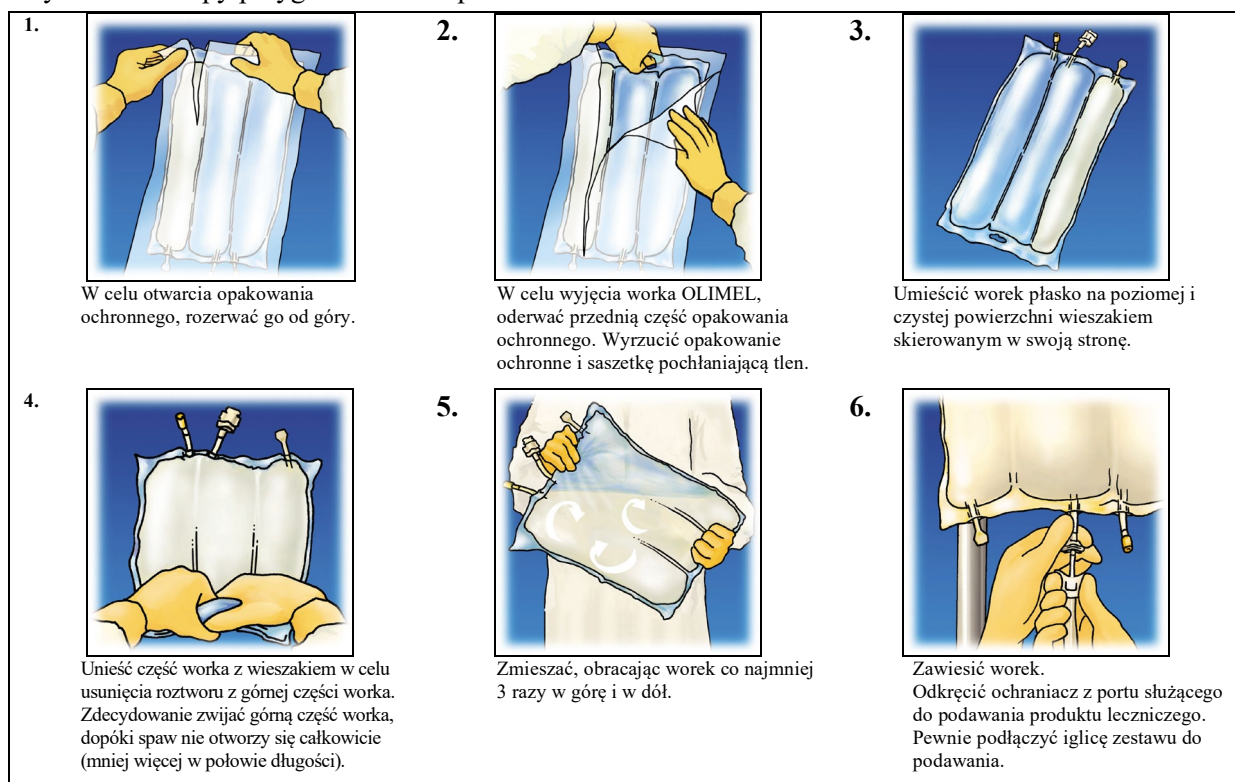 1.
W celu otwarcia opakowania
ochronnego, rozerwać go od góry.
2.
W celu wyjęcia worka OLIMEL,
oderwać przednią część opakowania
ochronnego. Wyrzucić opakowanie
ochronne i saszetkę pochłaniającą tlen.
3.
Umieścić worek płasko na poziomej i
czystej powierzchni wieszakiem
skierowanym w swoją stronę.
4.
Unieść część worka z wieszakiem w celu
usunięcia roztworu z górnej części worka.
Zdecydowanie zwijać górną część worka,
dopóki spaw nie otworzy się całkowicie
(mniej więcej w połowie długości).
5.
Zmieszać, obracając worek co najmniej
3 razy w górę i w dół.
6.
Zawiesić worek.
Odkręcić ochraniacz z portu służącego
do podawania produktu leczniczego.
Pewnie podłączyć iglicę zestawu do
podawania.